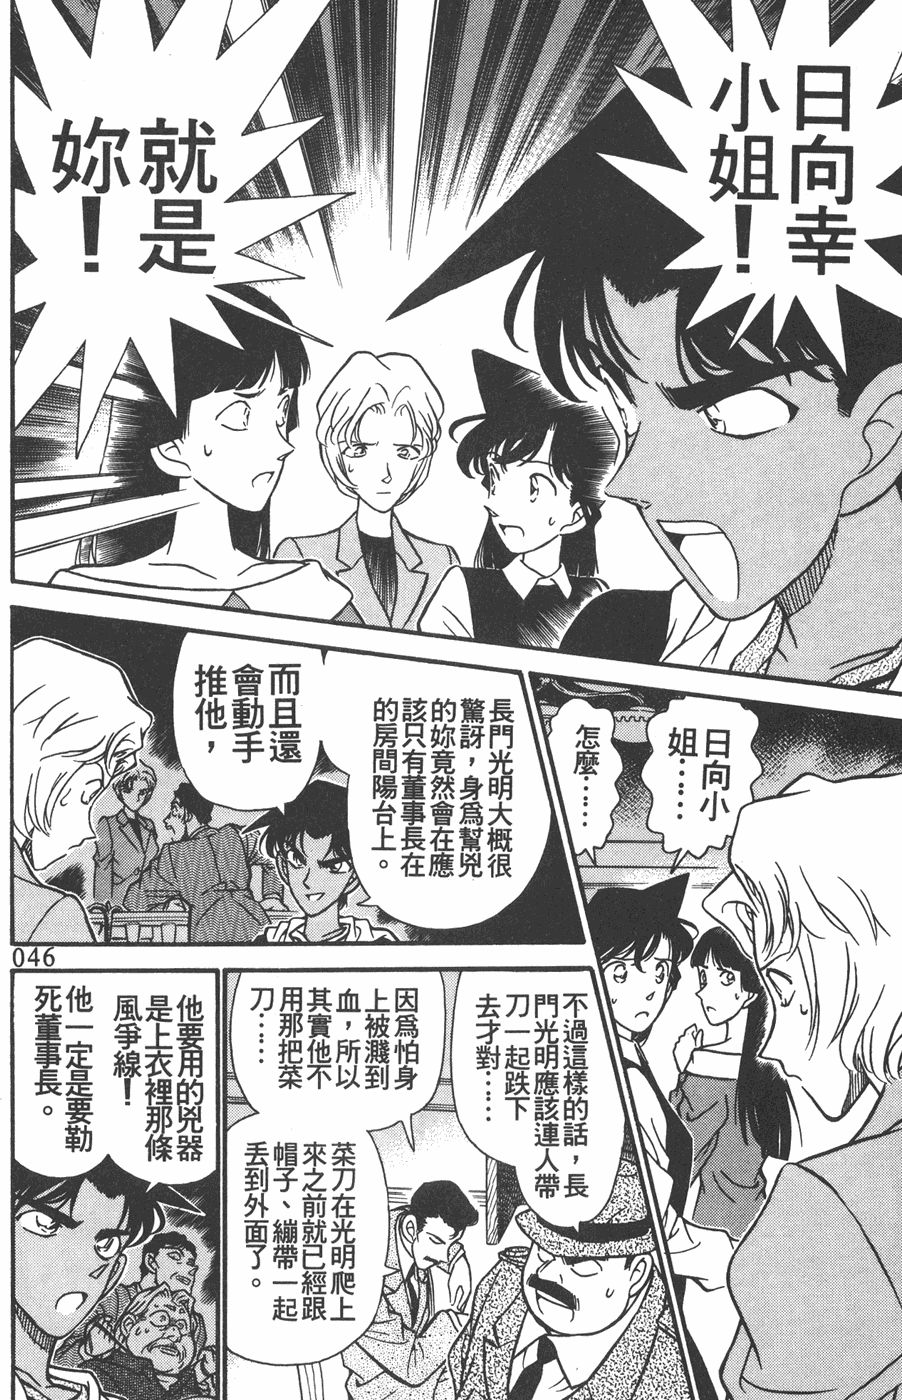 日向幸
小姐！
就是
妳！
日向小
姐……
怎麼……
長門光明大概很
驚訝，身為幫兇
的妳竟然會在應
該只有董事長在
的房間陽台上。
而且還
會動手
推他，
不過這樣的話，長
門光明應該連人帶
刀一起跌下
去才對……
因為怕身
上被濺到
血，所以
其實他不
用那把菜
刀……
菜刀在光明爬上
來之前就已經跟
帽子、繃帶一起
丟到外面了。
他要用的兇器
是上衣裡那條
風爭線！
他一定是要勒
死董事長。
046